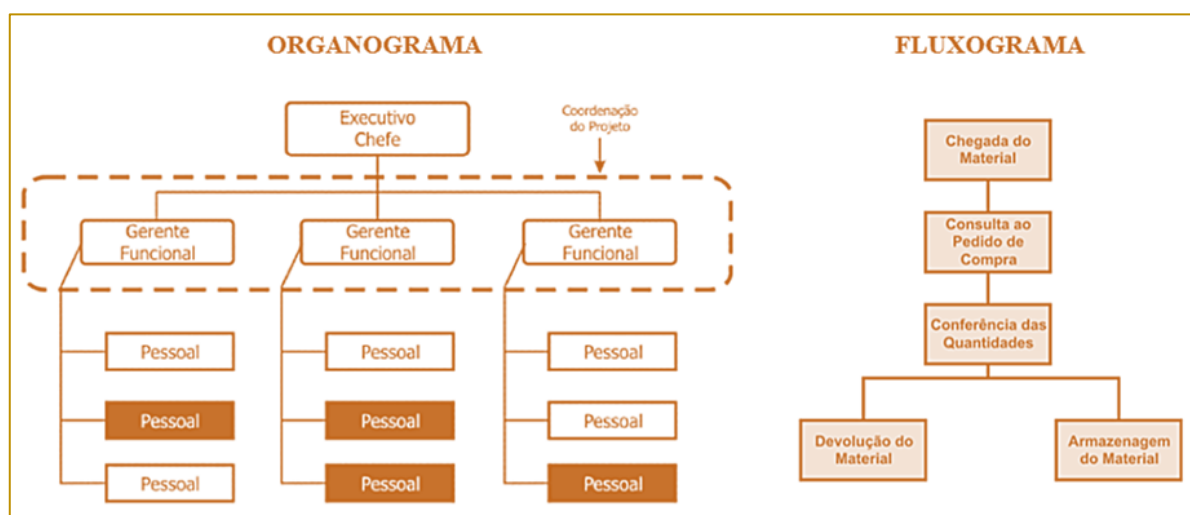 ORGANOGRAMA
Executivo
Chefe
Coordenação
do Projeto
Gerente
Funcional
Gerente
Funcional
Gerente
Funcional
Pessoal
Pessoal
Pessoal
Pessoal
Pessoal
Pessoal
Pessoal
Pessoal
Pessoal
FLUXOGRAMA
Chegada do
Material
Consulta ao
Pedido de
Compra
Conferência das
Quantidades
Devolução do
Material
Armazenagem
do Material